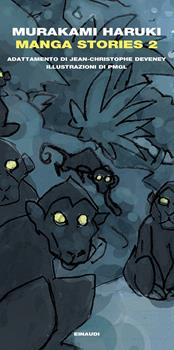 MURAKAMI HARUKI
MANGA STORIES 2
ADATTAMENTO DI JEAN-CHRISTOPHE DEVENEY
ILLUSTRAZIONI DI PMGL
EINAUDI